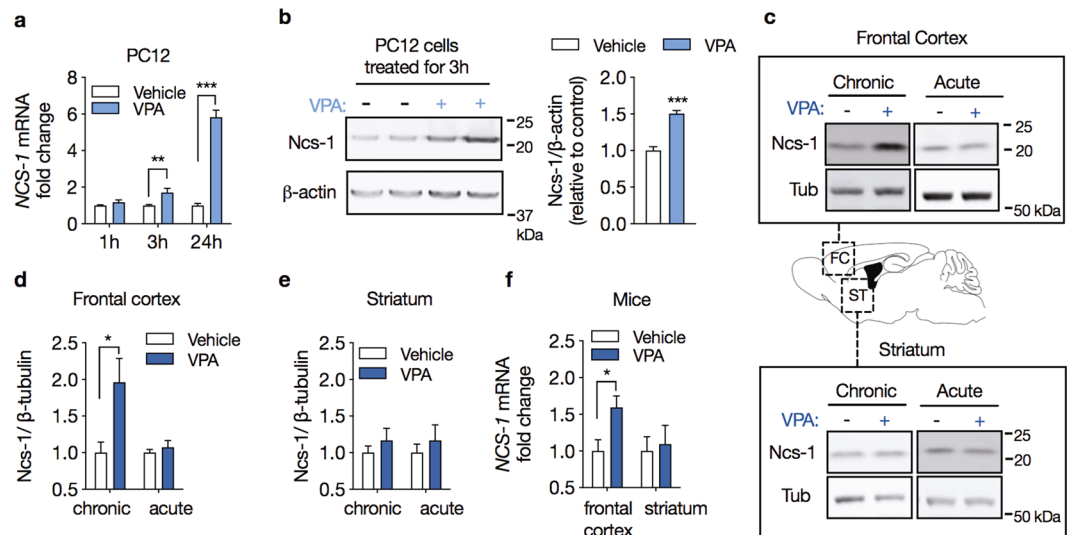 a
PC12
8
6
4
2
0
NCS-1 mRNA
fold change
Vehicle
VPA
**
***
1h
3h
24h
b
PC12 cells
treated for 3h
VPA: - - + +
Ncs-1
β-actin
25
20
37
kDa
Vehicle
VPA
2.0
1.5
1.0
0.5
0.0
Ncs-1/β-actin
(relative to control)
***
c
Frontal Cortex
Chronic Acute
VPA: - + - +
Ncs-1
Tub
25
20
50 kDa
FC
ST
Striatum
Chronic Acute
VPA: - + - +
Ncs-1
Tub
25
20
50 kDa
d
Frontal cortex
2.5
2.0
1.5
1.0
0.5
Ncs-1/ β-tubulin
Vehicle
VPA
*
chronic acute
e
Striatum
2.5
2.0
1.5
1.0
0.5
Ncs-1/ β-tubulin
Vehicle
VPA
chronic acute
f
Mice
2.5
2.0
1.5
1.0
0.5
NCS-1 mRNA
fold change
Vehicle
VPA
*
frontal striatum
cortex